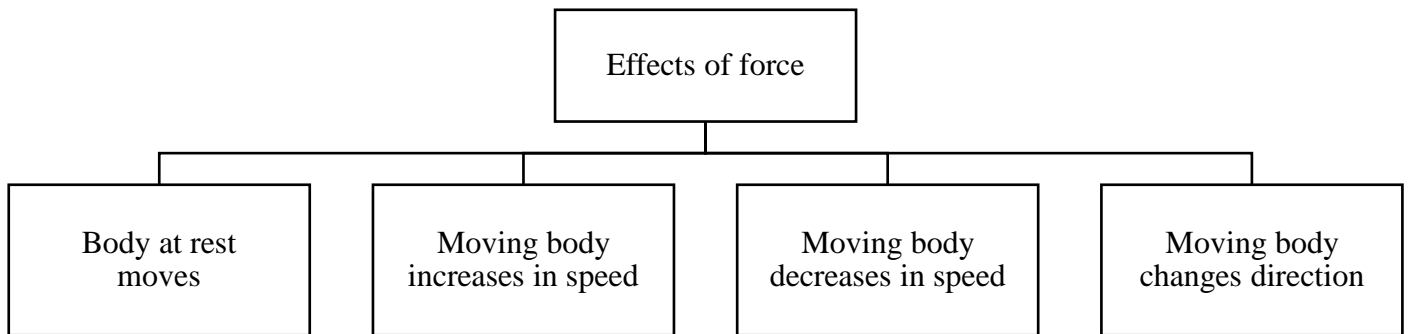 Effects of force
Body at rest
moves
Moving body
increases in speed
Moving body
decreases in speed
Moving body
changes direction